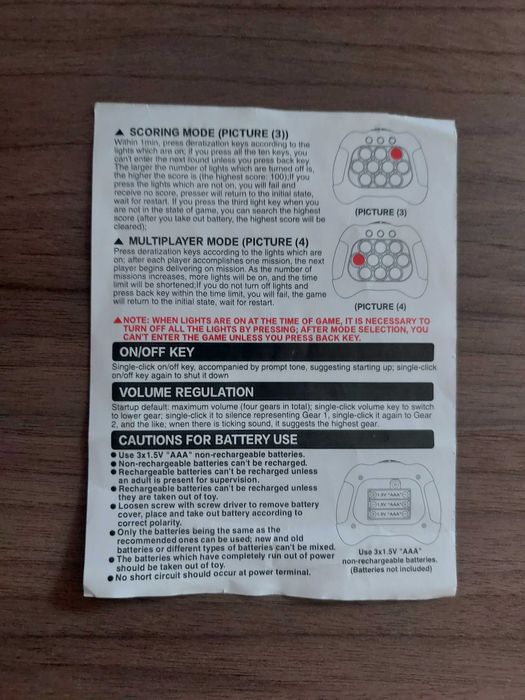 ▲ SCORING MODE (PICTURE (3))
Within 1min, press deratization keys according to the
lights which are on; if you press all the ten keys, you
can't enter the next found unless you press back key.
The larger the number of lights which are turned off is,
the higher the score is (the highest score: 100);If you
press the lights which are not on, you will fail and
receive no score, presser will return to the initial state,
wait for restart. If you press the third light key when you
are not in the state of game, you can search the highest
score (after you take out battery, the highest score will be
cleared);
(PICTURE (3)
▲ MULTIPLAYER MODE (PICTURE (4)
Press deratization keys according to the lights which are
on; after each player accomplishes one mission, the next
player begins delivering on mission. As the number of
missions increases, more lights will be on, and the time
limit will be shortened;If you do not turn off lights and
press back key within the time limit, you will fail, the game
will return to the initial state, wait for restart.
(PICTURE (4)
▲NOTE: WHEN LIGHTS ARE ON AT THE TIME OF GAME, IT IS NECESSARY TO
TURN OFF ALL THE LIGHTS BY PRESSING; AFTER MODE SELECTION, YOU
CAN'T ENTER THE GAME UNLESS YOU PRESS BACK KEY.
ON/OFF KEY
Single-click on/off key, accompanied by prompt tone, suggesting starting up; single-click
on/off key again to shut it down
VOLUME REGULATION
Startup default: maximum volume (four gears in total); single-click volume key to switch
to lower gear; single-click it to silence representing Gear 1, single-click it again to Gear
2, and the like; when there is ticking sound, it suggests the highest gear.
CAUTIONS FOR BATTERY USE
● Use 3x1.5V "AAA" non-rechargeable batteries.
● Non-rechargeable batteries can't be recharged.
● Rechargeable batteries can't be recharged unless
an adult is present for supervision.
● Rechargeable batteries can't be recharged unless
they are taken out of toy.
● Loosen screw with screw driver to remove battery
cover, place and take out battery according to
correct polarity.
● Only the batteries being the same as the
recommended ones can be used; new and old
batteries or different types of batteries can't be mixed.
● The batteries which have completely run out of power
should be taken out of toy.
● No short circuit should occur at power terminal.
1.5V "AAA"
1.5V "AAA"
1.5V "AAA"
Use 3x1.5V "AAA"
non-rechargeable batteries.
(Batteries not included)